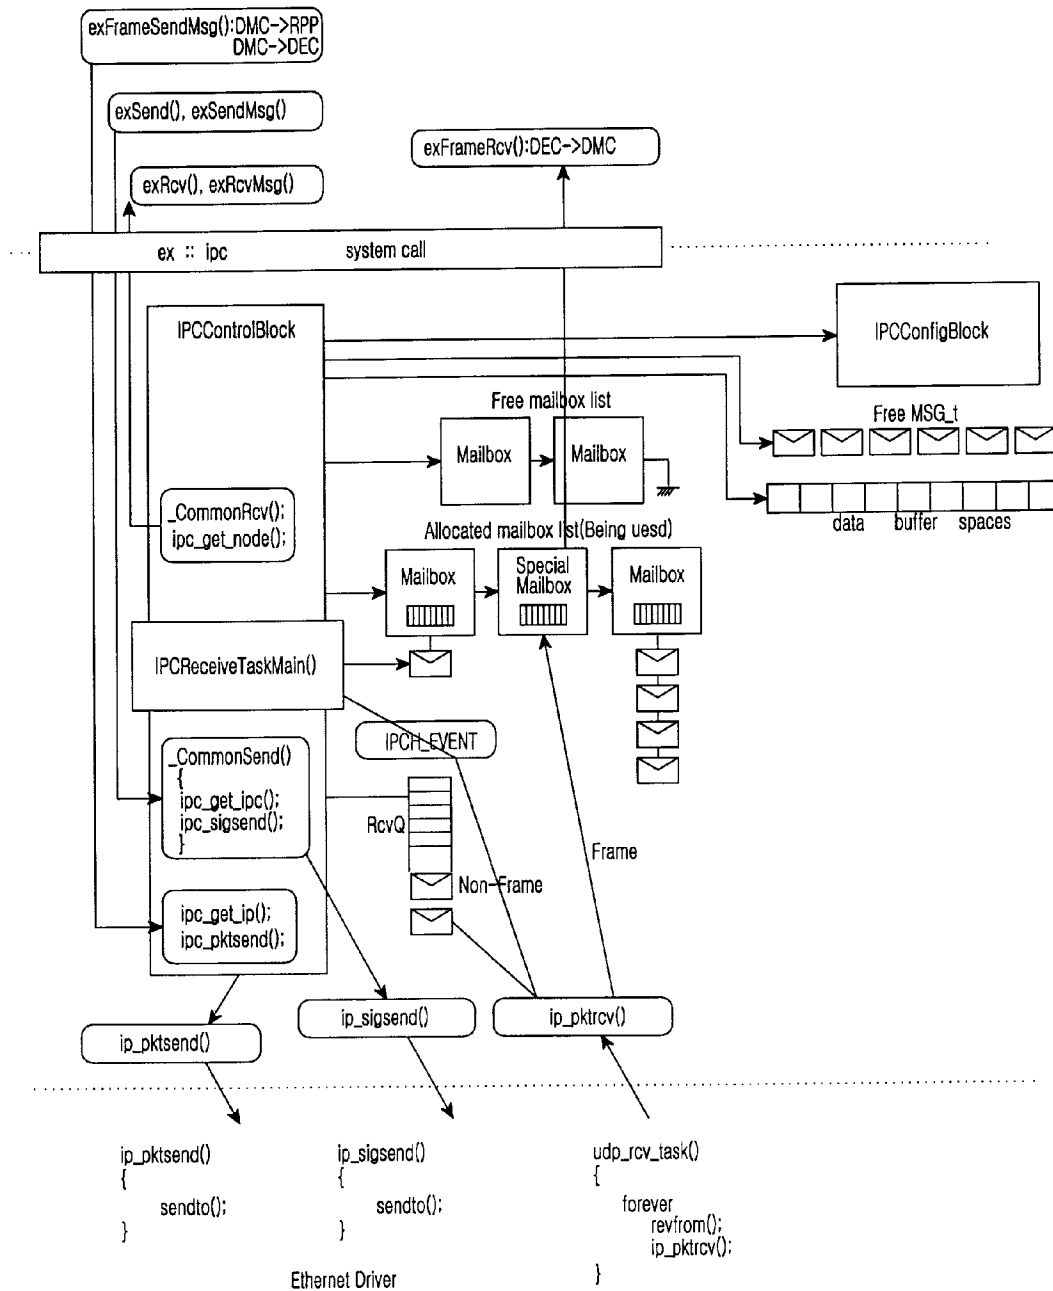 exFrameSendMsg():DMC->RPP
DMC->DEC
exSend(), exSendMsg()
exFrameRcv():DEC->DMC
exRcv(), exRcvMsg()
ex :: ipc system call
IPCControlBlock
IPCConfigBlock
Free mailbox list
Free MSG_t
Mailbox
Mailbox
_CommonRcv();
ipc_get_node();
data buffer spaces
Allocated mailbox list(Being uesd)
Mailbox
Special
Mailbox
Mailbox
IPCReceiveTaskMain()
IPCH_EVENT
_CommonSend()
{
ipc_get_ipc();
ipc_sigsend();
}
RcvQ
Frame
Non-Frame
ipc_get_ip();
ipc_pktsend();
ip_pktsend()
ip_sigsend()
ip_pktrcv()
ip_pktsend()
{
sendto();
}
ip_sigsend()
{
sendto();
}
udp_rcv_task()
{
forever
revfrom();
ip_pktrcv();
}
Ethernet Driver